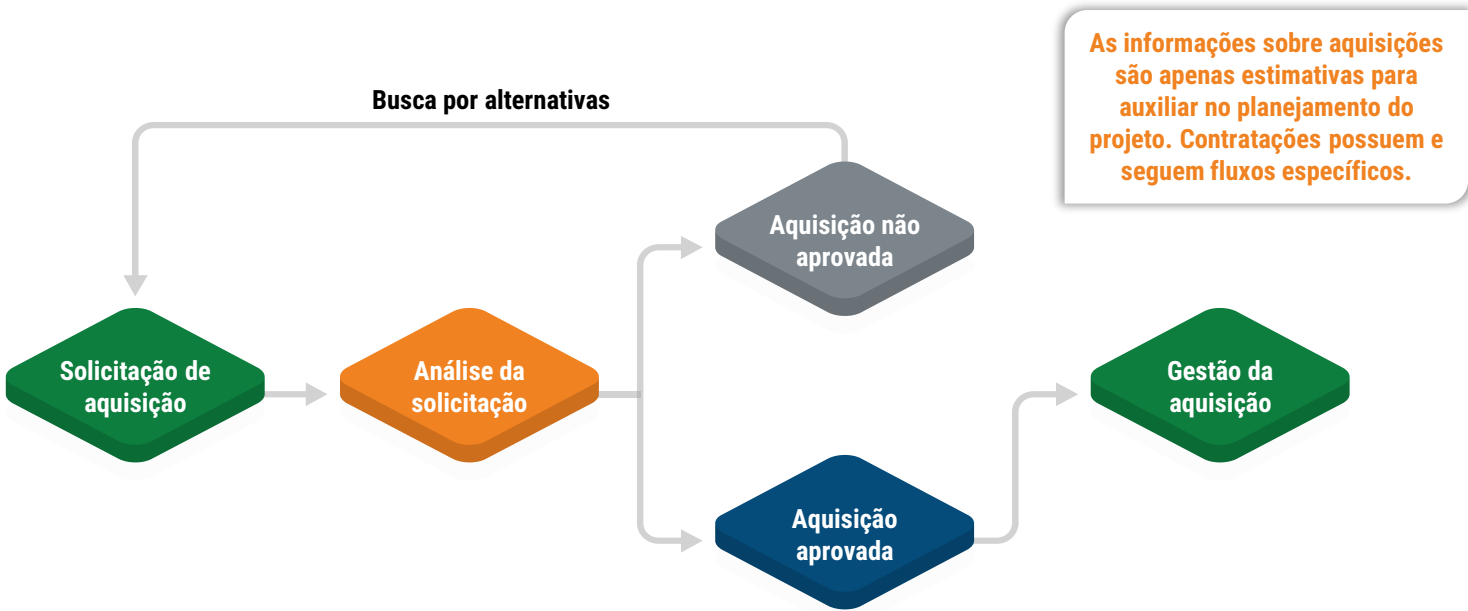 As informações sobre aquisições
são apenas estimativas para
auxiliar no planejamento do
projeto. Contratações possuem e
seguem fluxos específicos.
Busca por alternativas
Aquisição não
aprovada
Solicitação de
aquisição
Análise da
solicitação
Gestão da
aquisição
Aquisição
aprovada